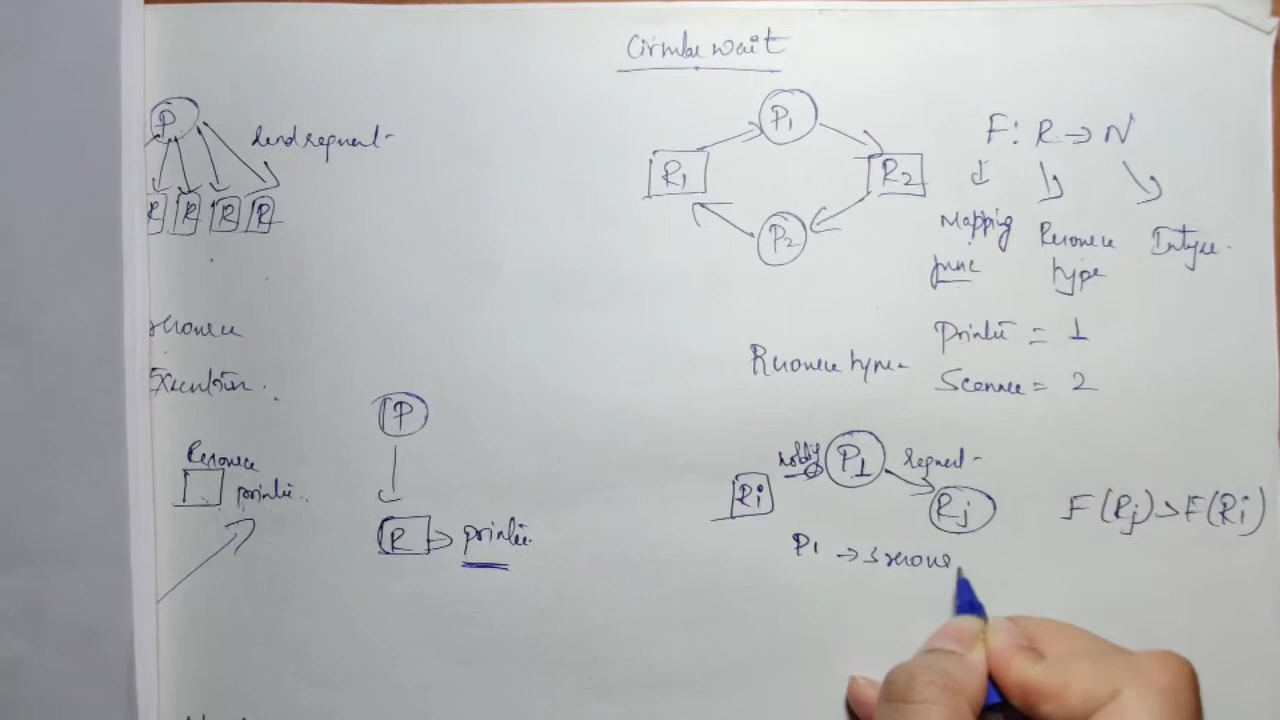 Circular wait
P
Send request
R R R R
P1
R1
R2
P2
F: R → N
Mapping func
Resource type
Integer.
Resource
Execution.
Resource type -
Printer = 1
Scanner = 2
P
Resource
printer.
R → printer.
Ri
holding
P1
request -
Rj
F(Rj) > F(Ri)
P1 →